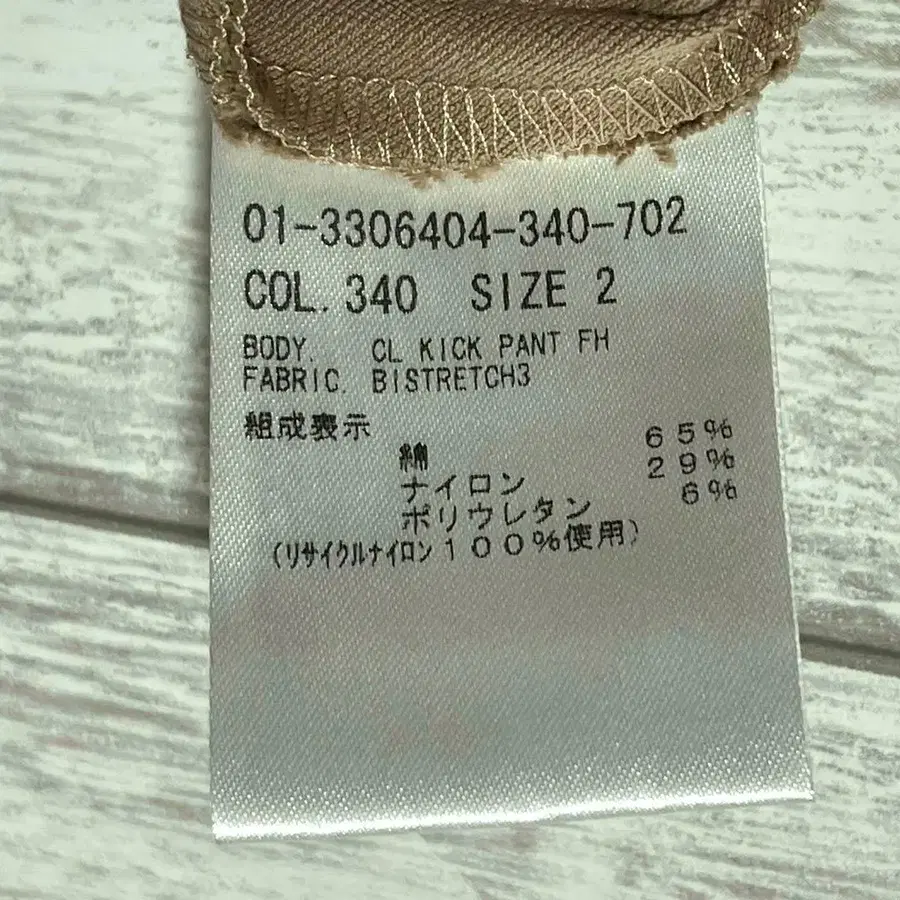 01-3306404-340-702
COL. 340 SIZE 2
BODY. CL KICK PANT FH
FABRIC. BISTRETCH3
組成表示
綿 65%
ナイロン 29%
ポリウレタン 6%
(リサイクルナイロン100%使用)